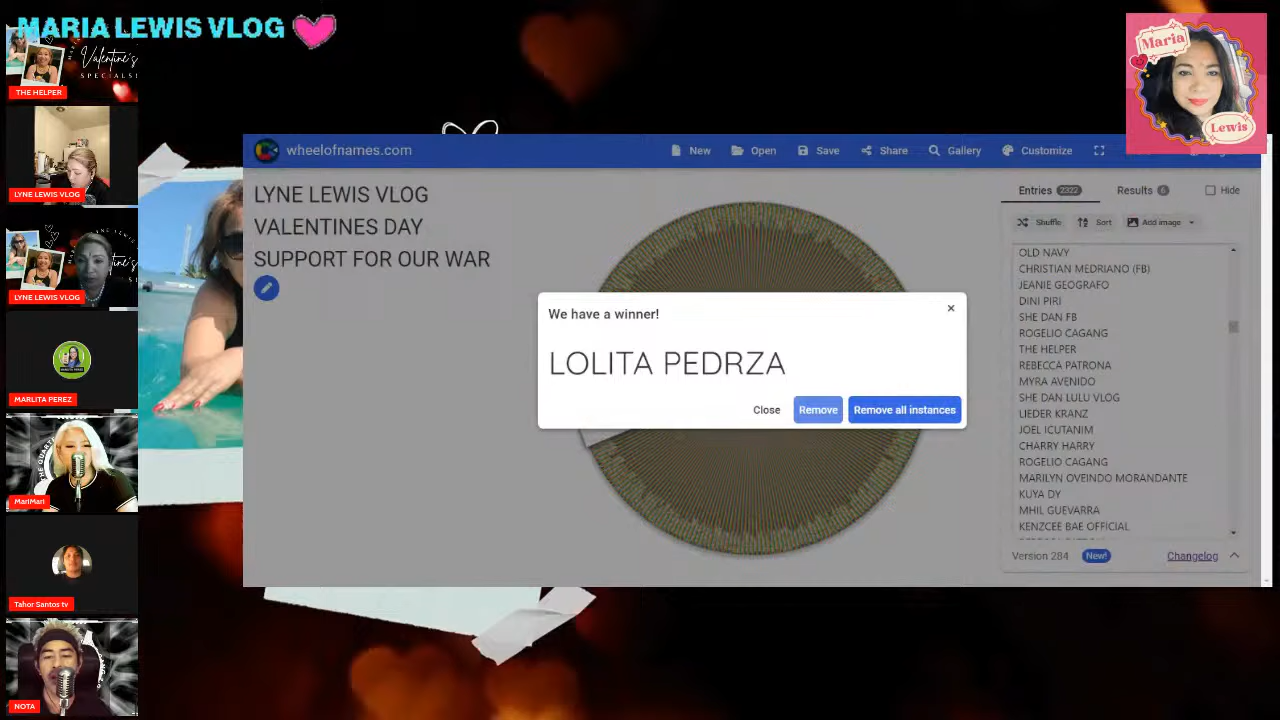 MARIA LEWIS VLOG
Valentine's
SPECIALS
THE HELPER
LYNE LEWIS VLOG
LYNE LEWIS VLOG
MARLITA PEREZ
MariMari
Tahor Santos tv
NOTA
Maria
Lewis
wheelofnames.com
New
Open
Save
Share
Gallery
Customize
LYNE LEWIS VLOG
VALENTINES DAY
SUPPORT FOR OUR WAR
We have a winner!
LOLITA PEDRZA
Close
Remove
Remove all instances
Entries 2322
Results 6
Hide
Shuffle
Sort
Add image
OLD NAVY
CHRISTIAN MEDRIANO (FB)
JEANIE GEOGRAFO
DINI PIRI
SHE DAN FB
ROGELIO CAGANG
THE HELPER
REBECCA PATRONA
MYRA AVENIDO
SHE DAN LULU VLOG
LIEDER KRANZ
JOEL ICUTANIM
CHARRY HARRY
ROGELIO CAGANG
MARILYN OVEINDO MORANDANTE
KUYA DY
MHIL GUEVARRA
KENZCEE BAE OFFICIAL
Version 284
New!
Changelog